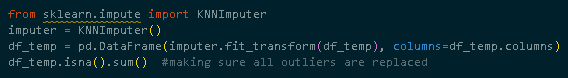 from sklearn.impute import KNNImputer
imputer = KNNImputer()
df_temp = pd.DataFrame(imputer.fit_transform(df_temp), columns=df_temp.columns)
df_temp.isna().sum()  #making sure all outliers are replaced